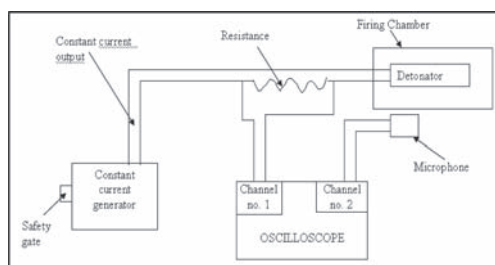 Firing Chamber
Resistance
Constant current
output
Detonator
Microphone
Constant
current
generator
Channel
no. 1
Channel
no. 2
Safety
gate
OSCILLOSCOPE